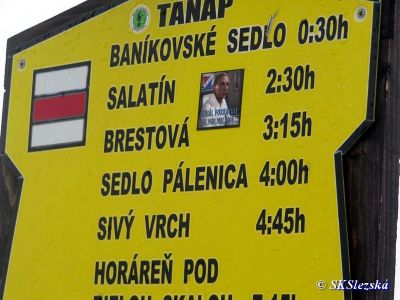 TANAP
BANÍKOVSKÉ SEDLO 0:30h
SALATÍN 2:30h
BRESTOVÁ 3:15h
SEDLO PÁLENICA 4:00h
SIVÝ VRCH 4:45h
HORÁREŇ POD
© SKSlezská